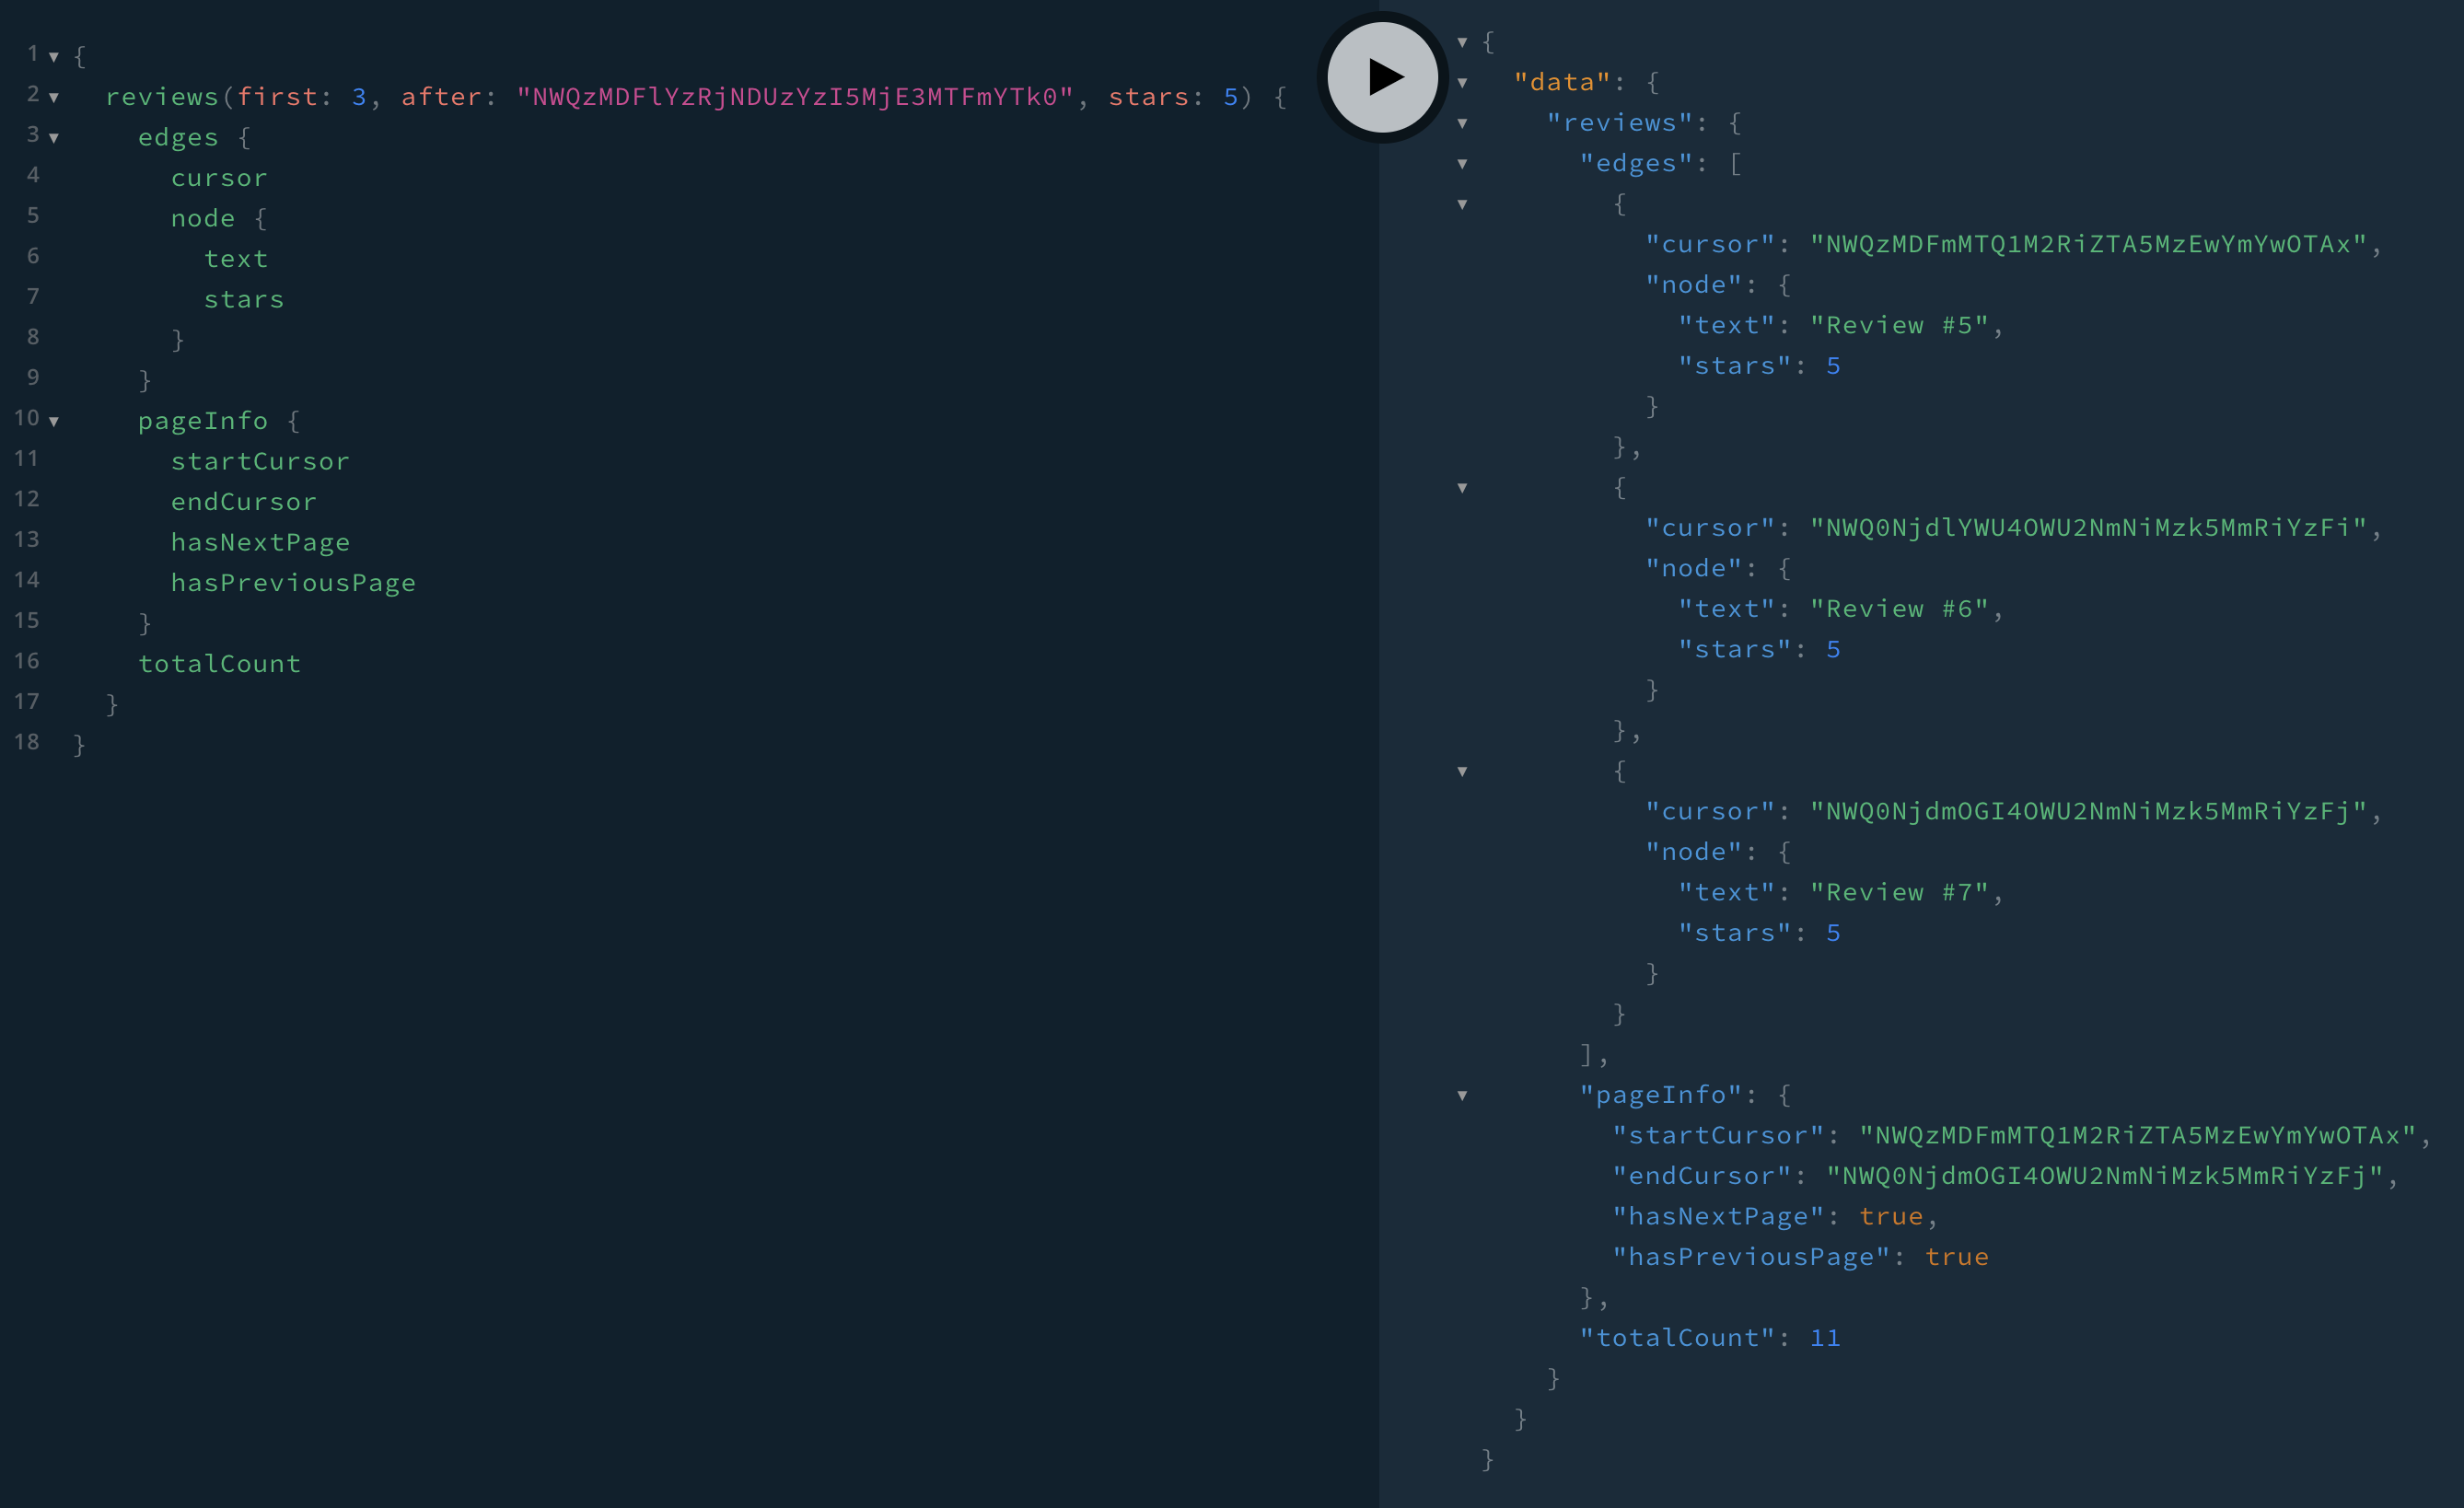 1 {
2 reviews(first: 3, after: "NWQzMDFlYzRjNDUzYzI5MjE3MTFmYTk0", stars: 5) {
3 edges {
4 cursor
5 node {
6 text
7 stars
8 }
9 }
10 pageInfo {
11 startCursor
12 endCursor
13 hasNextPage
14 hasPreviousPage
15 }
16 totalCount
17 }
18 }
{
"data": {
"reviews": {
"edges": [
{
"cursor": "NWQzMDFmMTQ1M2RiZTA5MzEwYmYwOTAx",
"node": {
"text": "Review #5",
"stars": 5
}
},
{
"cursor": "NWQ0NjdlYWU4OWU2NmNiMzk5MmRiYzFi",
"node": {
"text": "Review #6",
"stars": 5
}
},
{
"cursor": "NWQ0NjdmOGI4OWU2NmNiMzk5MmRiYzFj",
"node": {
"text": "Review #7",
"stars": 5
}
}
],
"pageInfo": {
"startCursor": "NWQzMDFmMTQ1M2RiZTA5MzEwYmYwOTAx",
"endCursor": "NWQ0NjdmOGI4OWU2NmNiMzk5MmRiYzFj",
"hasNextPage": true,
"hasPreviousPage": true
},
"totalCount": 11
}
}
}